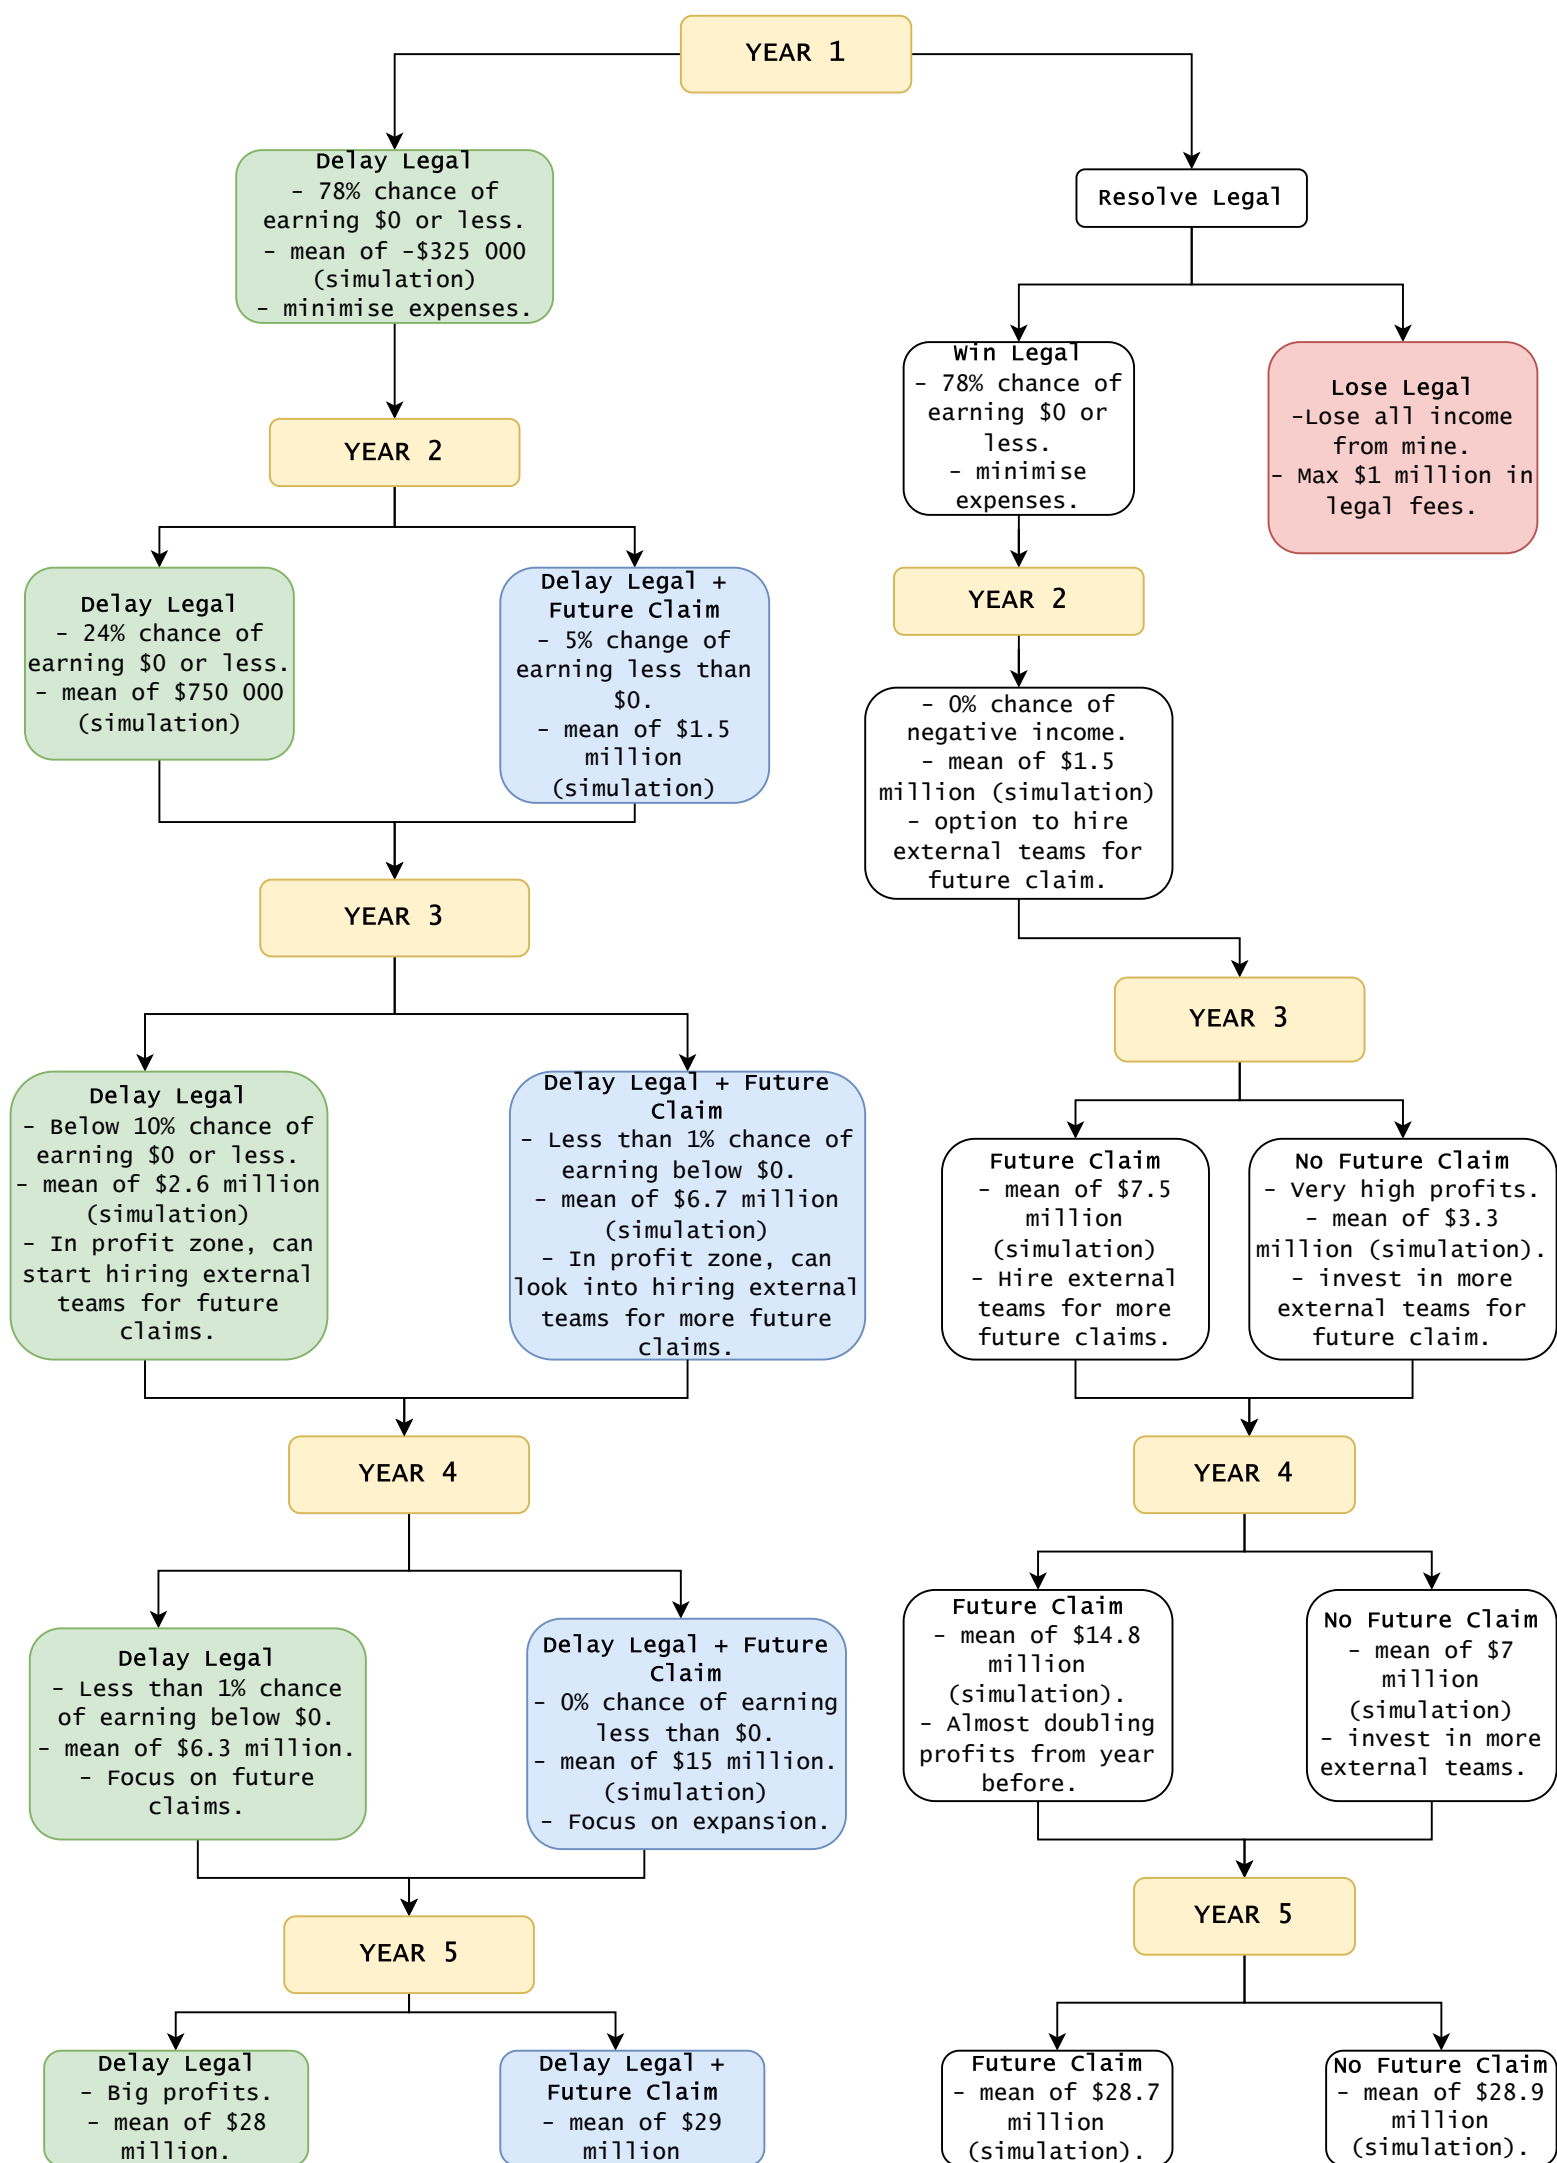 YEAR 1
Delay Legal
- 78% chance of
earning $0 or less.
- mean of -$325 000
(simulation)
- minimise expenses.
Resolve Legal
Win Legal
- 78% chance of
earning $0 or
less.
- minimise
expenses.
Lose Legal
-Lose all income
from mine.
- Max $1 million in
legal fees.
YEAR 2
Delay Legal
- 24% chance of
earning $0 or less.
- mean of $750 000
(simulation)
Delay Legal +
Future Claim
- 5% change of
earning less than
$0.
- mean of $1.5
million
(simulation)
YEAR 2
- 0% chance of
negative income.
- mean of $1.5
million (simulation)
- option to hire
external teams for
future claim.
YEAR 3
Delay Legal
- Below 10% chance of
earning $0 or less.
- mean of $2.6 million
(simulation)
- In profit zone, can
start hiring external
teams for future
claims.
Delay Legal + Future
Claim
- Less than 1% chance of
earning below $0.
- mean of $6.7 million
(simulation)
- In profit zone, can
look into hiring external
teams for more future
claims.
YEAR 3
Future Claim
- mean of $7.5
million
(simulation)
- Hire external
teams for more
future claims.
No Future Claim
- Very high profits.
- mean of $3.3
million (simulation).
- invest in more
external teams for
future claim.
YEAR 4
Delay Legal
- Less than 1% chance
of earning below $0.
- mean of $6.3 million.
- Focus on future
claims.
Delay Legal + Future
Claim
- 0% chance of earning
less than $0.
- mean of $15 million.
(simulation)
- Focus on expansion.
YEAR 4
Future Claim
- mean of $14.8
million
(simulation).
- Almost doubling
profits from year
before.
No Future Claim
- mean of $7
million
(simulation)
- invest in more
external teams.
YEAR 5
Delay Legal
- Big profits.
- mean of $28
million.
Delay Legal +
Future Claim
- mean of $29
million
YEAR 5
Future Claim
- mean of $28.7
million
(simulation).
No Future Claim
- mean of $28.9
million
(simulation).